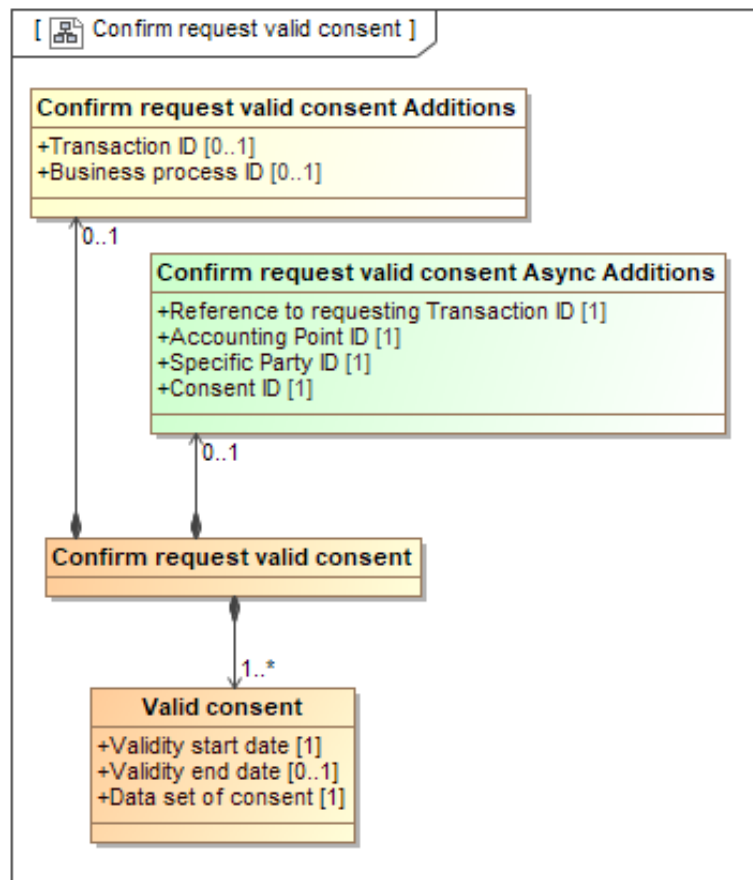 [ Confirm request valid consent ]
Confirm request valid consent Additions
+Transaction ID [0..1]
+Business process ID [0..1]
0..1
Confirm request valid consent Async Additions
+Reference to requesting Transaction ID [1]
+Accounting Point ID [1]
+Specific Party ID [1]
+Consent ID [1]
0..1
Confirm request valid consent
1..*
Valid consent
+Validity start date [1]
+Validity end date [0..1]
+Data set of consent [1]